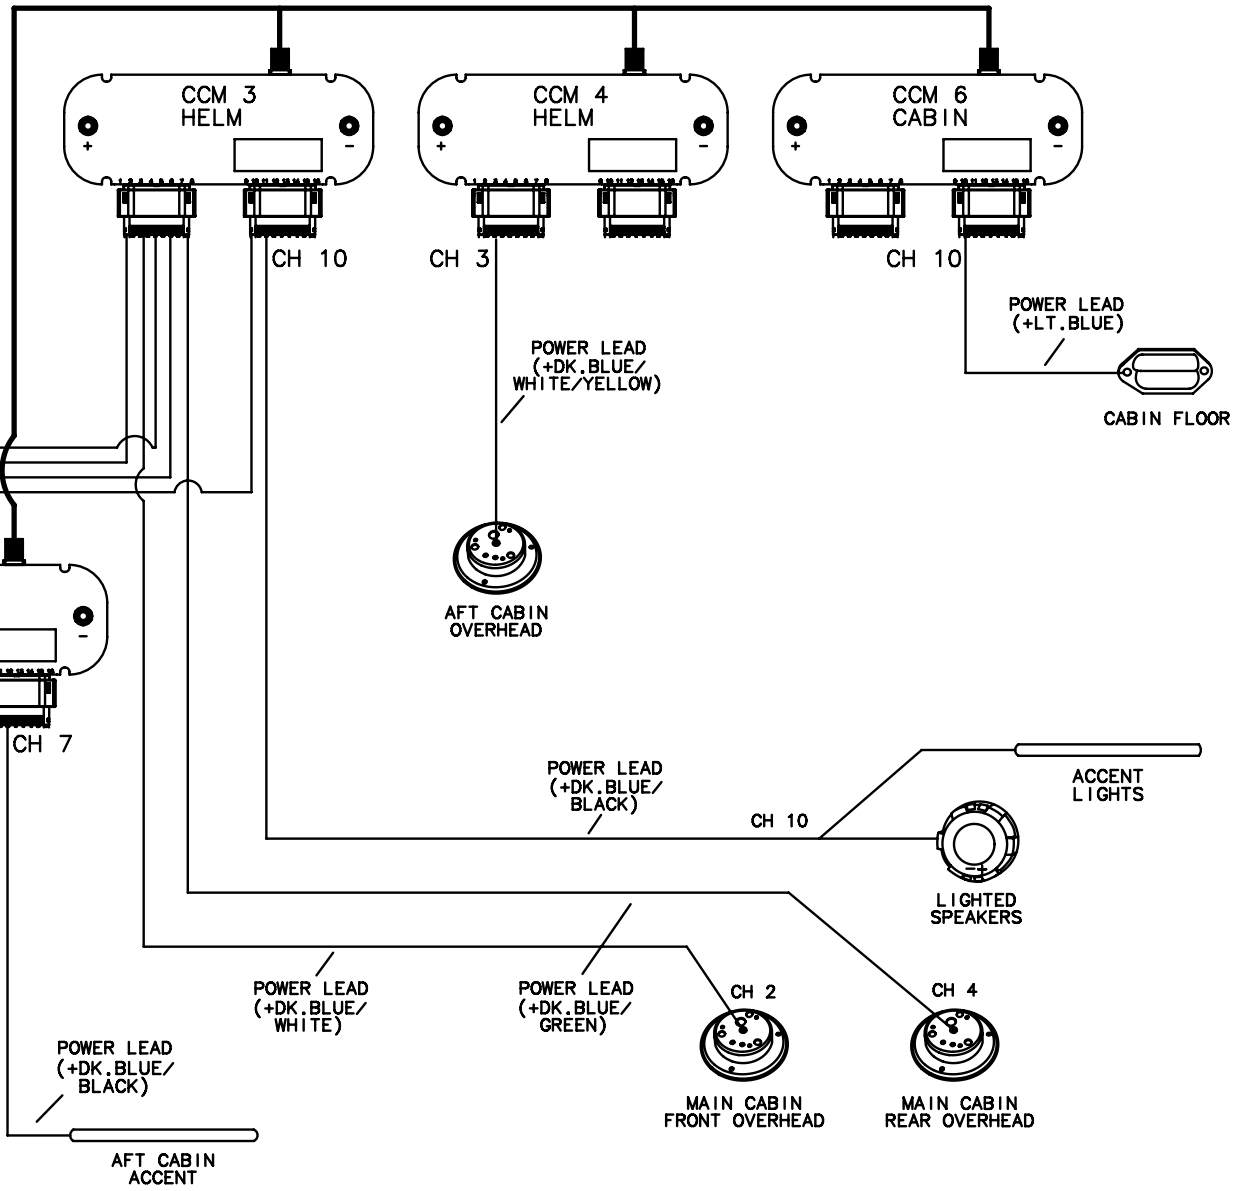 CCM 3
HELM
+
-
CCM 4
HELM
+
-
CCM 6
CABIN
+
-
CH 10
CH 3
CH 10
POWER LEAD
(+LT.BLUE)
CABIN FLOOR
POWER LEAD
(+DK.BLUE/
WHITE/YELLOW)
AFT CABIN
OVERHEAD
-
CH 7
POWER LEAD
(+DK.BLUE/
BLACK)
CH 10
ACCENT
LIGHTS
LIGHTED
SPEAKERS
POWER LEAD
(+DK.BLUE/
WHITE)
POWER LEAD
(+DK.BLUE/
GREEN)
CH 2
CH 4
MAIN CABIN
FRONT OVERHEAD
MAIN CABIN
REAR OVERHEAD
POWER LEAD
(+DK.BLUE/
BLACK)
AFT CABIN
ACCENT